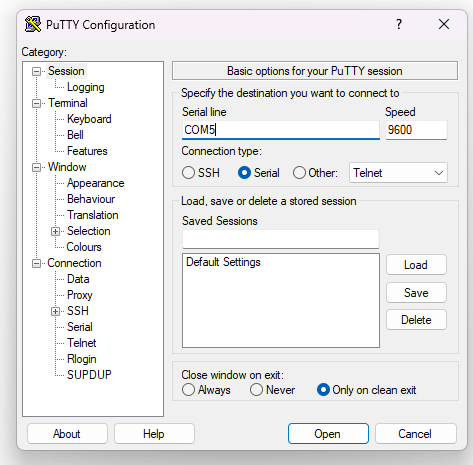 PuTTY Configuration ? ×
Category:
Session
Logging
Terminal
Keyboard
Bell
Features
Window
Appearance
Behaviour
Translation
Selection
Colours
Connection
Data
Proxy
SSH
Serial
Telnet
Rlogin
SUPDUP
Basic options for your PuTTY session
Specify the destination you want to connect to
Serial line Speed
COM5 9600
Connection type:
SSH Serial Other: Telnet
Load, save or delete a stored session
Saved Sessions
Default Settings
Load
Save
Delete
Close window on exit:
Always Never Only on clean exit
About Help Open Cancel